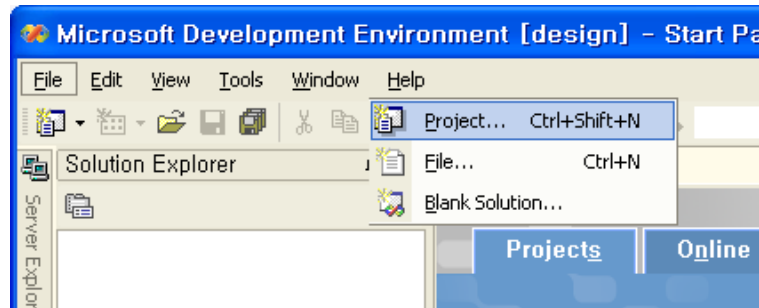 Microsoft Development Environment [design] - Start Pa
File Edit View Tools Window Help
Project... Ctrl+Shift+N
Solution Explorer
File... Ctrl+N
Blank Solution...
Server Explor
Projects Online